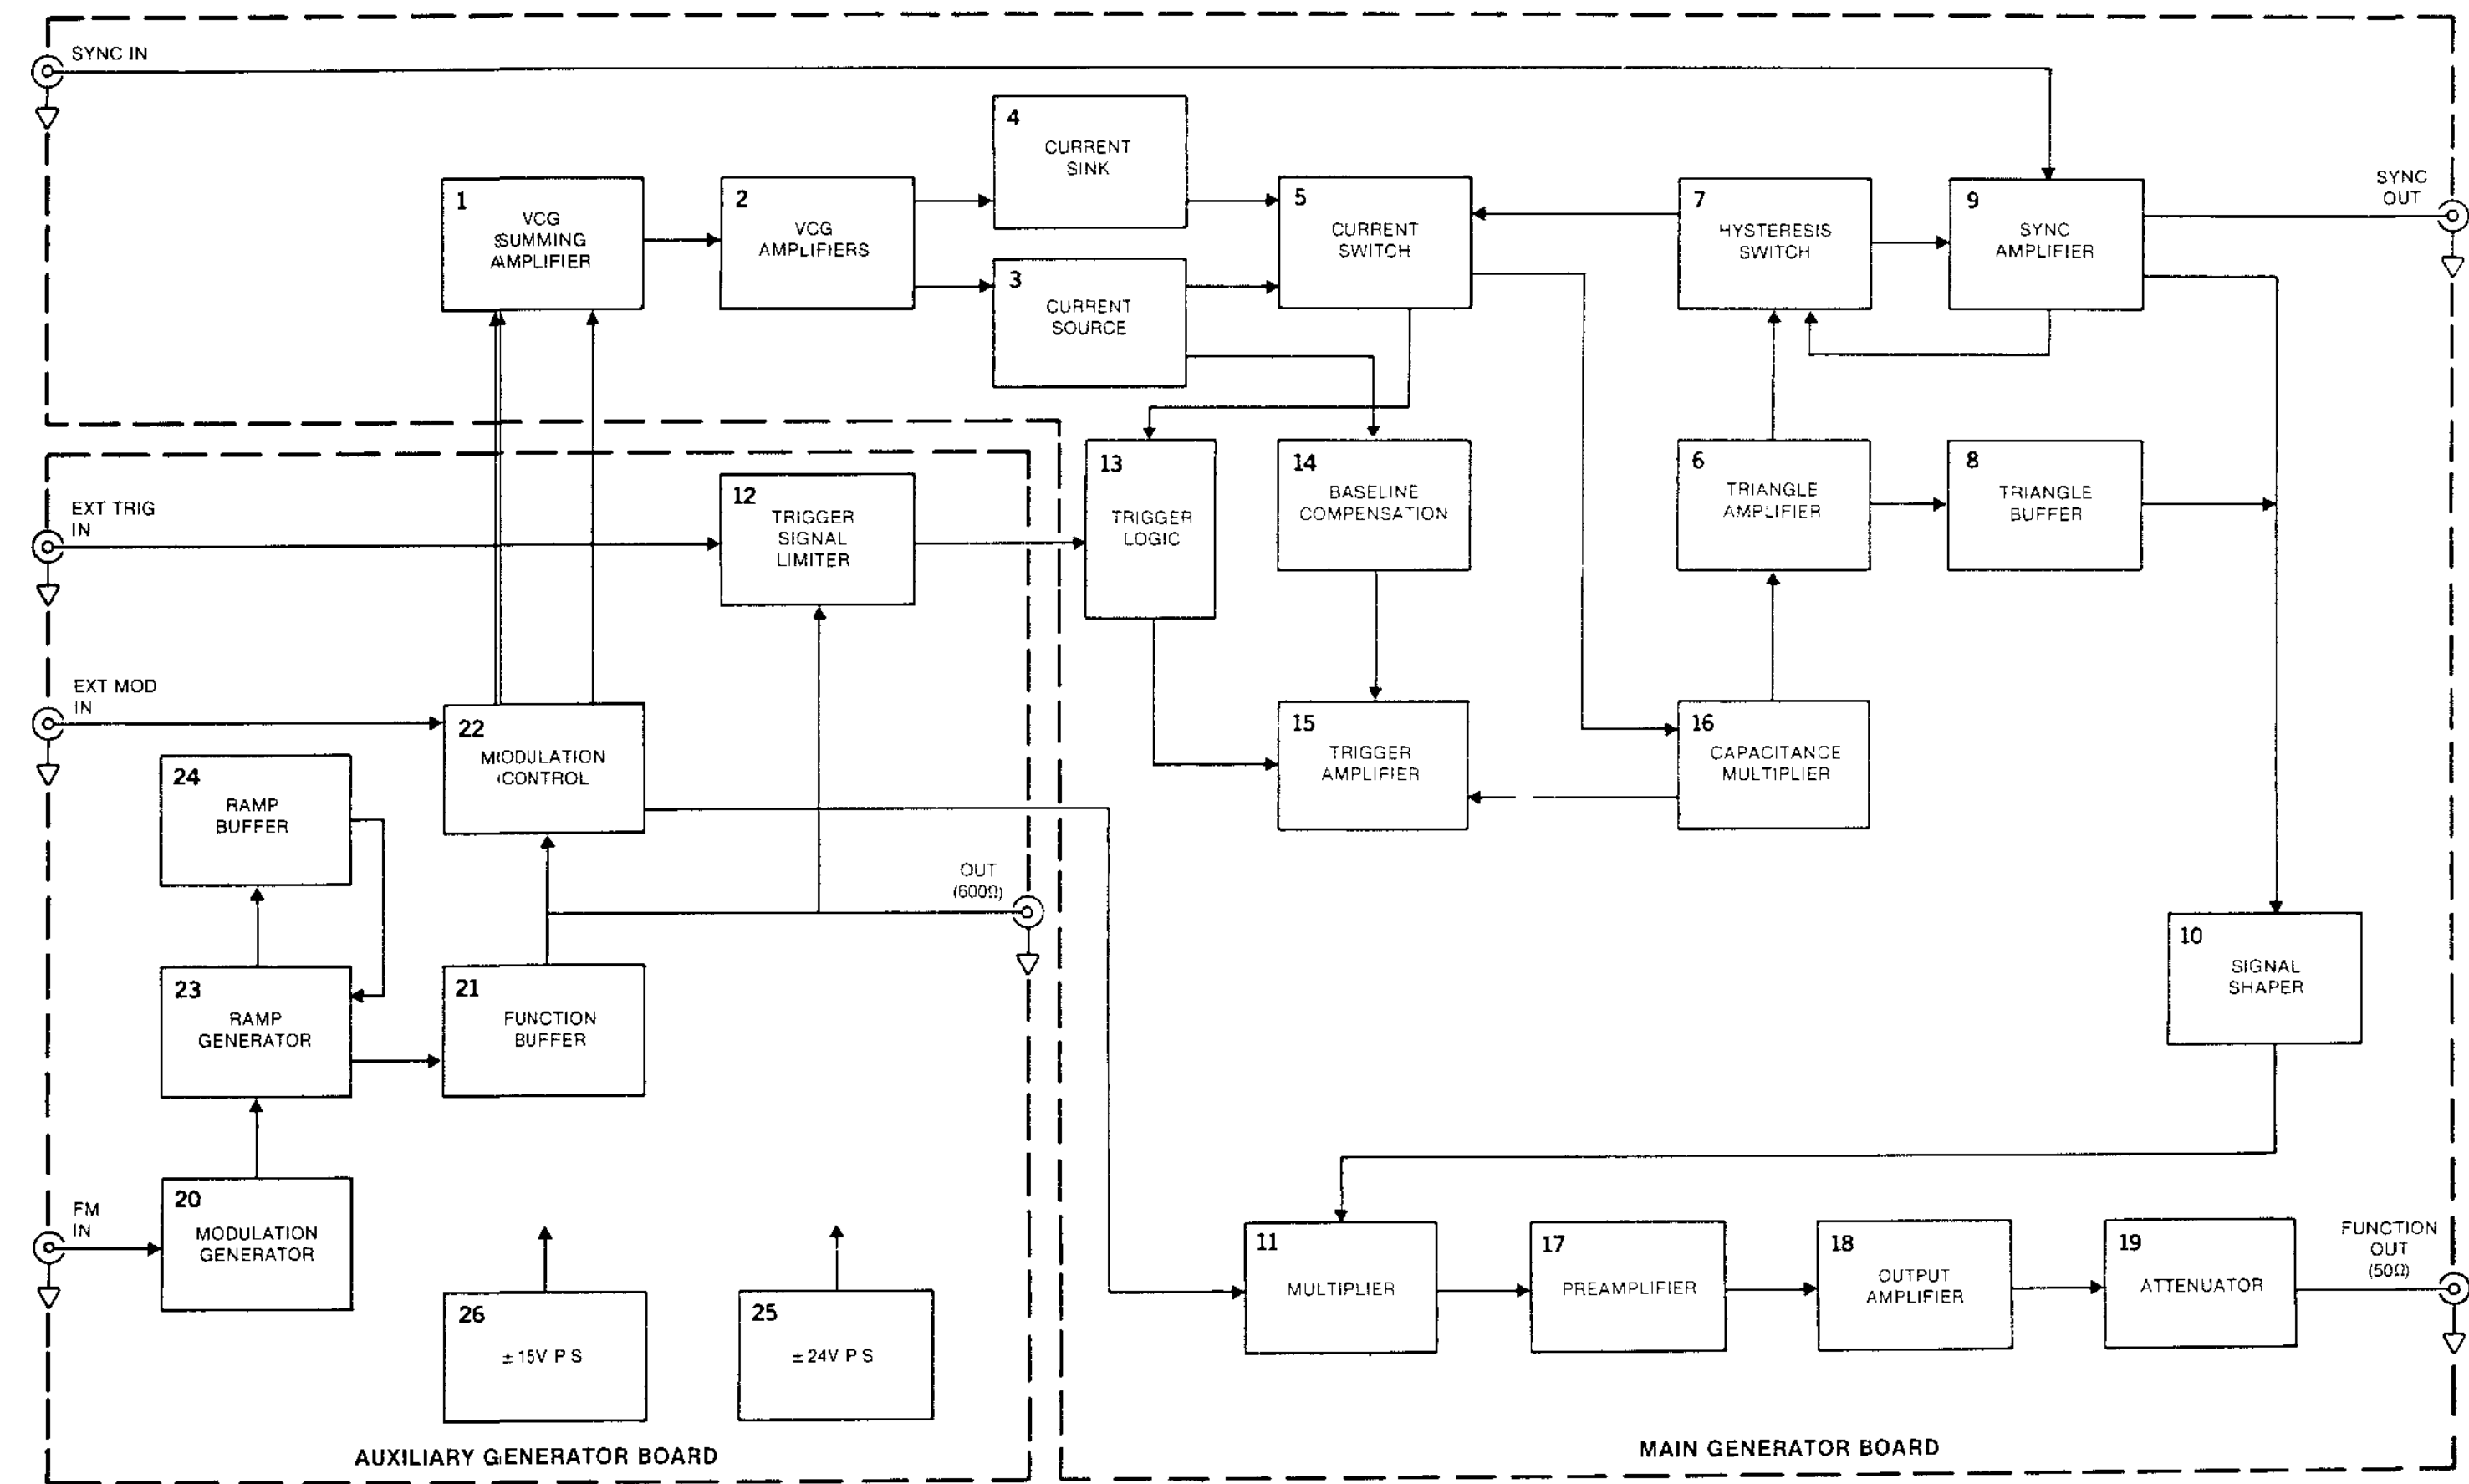 SYNC IN
4
CURRENT
SINK
1
VCG
SUMMING
AMPLIFIER
2
VCG
AMPLIFIERS
3
CURRENT
SOURCE
5
CURRENT
SWITCH
7
HYSTERESIS
SWITCH
9
SYNC
AMPLIFIER
SYNC
OUT
EXT TRIG
IN
12
TRIGGER
SIGNAL
LIMITER
13
TRIGGER
LOGIC
14
BASELINE
COMPENSATION
6
TRIANGLE
AMPLIFIER
8
TRIANGLE
BUFFER
EXT MOD
IN
22
MODULATION
CONTROL
15
TRIGGER
AMPLIFIER
16
CAPACITANCE
MULTIPLIER
24
RAMP
BUFFER
OUT
(600Ω)
10
SIGNAL
SHAPER
23
RAMP
GENERATOR
21
FUNCTION
BUFFER
FM
IN
20
MODULATION
GENERATOR
26
± 15V P S
25
± 24V P S
11
MULTIPLIER
17
PREAMPLIFIER
18
OUTPUT
AMPLIFIER
19
ATTENUATOR
FUNCTION
OUT
(50Ω)
AUXILIARY GENERATOR BOARD
MAIN GENERATOR BOARD